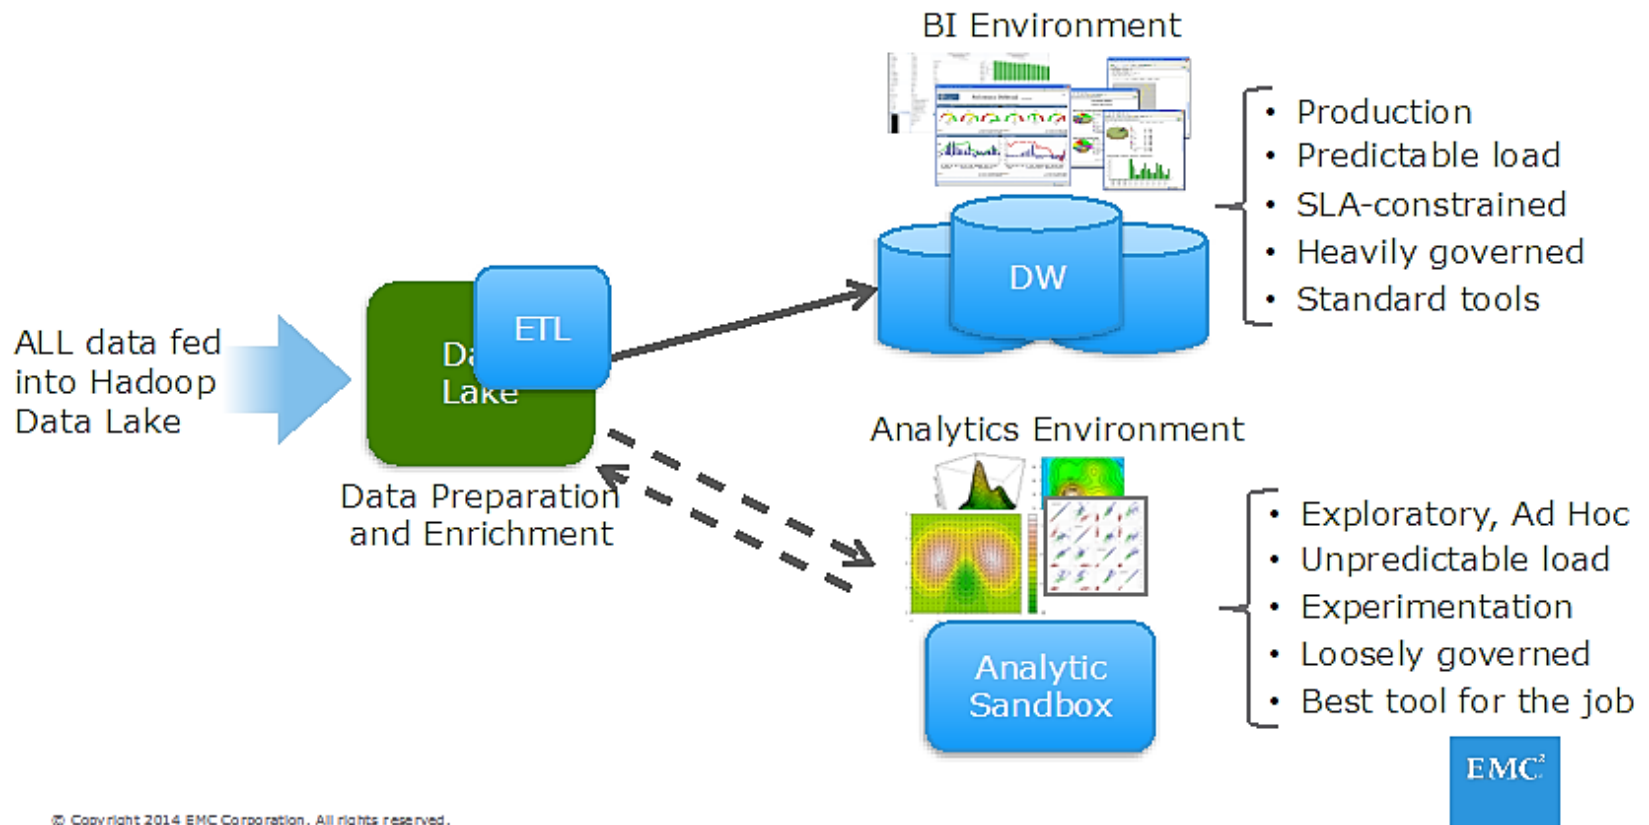 BI Environment
• Production
• Predictable load
• SLA-constrained
• Heavily governed
• Standard tools
DW
ETL
Lake
ALL data fed
into Hadoop
Data Lake
Data Preparation
and Enrichment
Analytics Environment
• Exploratory, Ad Hoc
• Unpredictable load
• Experimentation
• Loosely governed
• Best tool for the job
Analytic
Sandbox
EMC²
© Copyright 2014 EMC Corporation. All rights reserved.